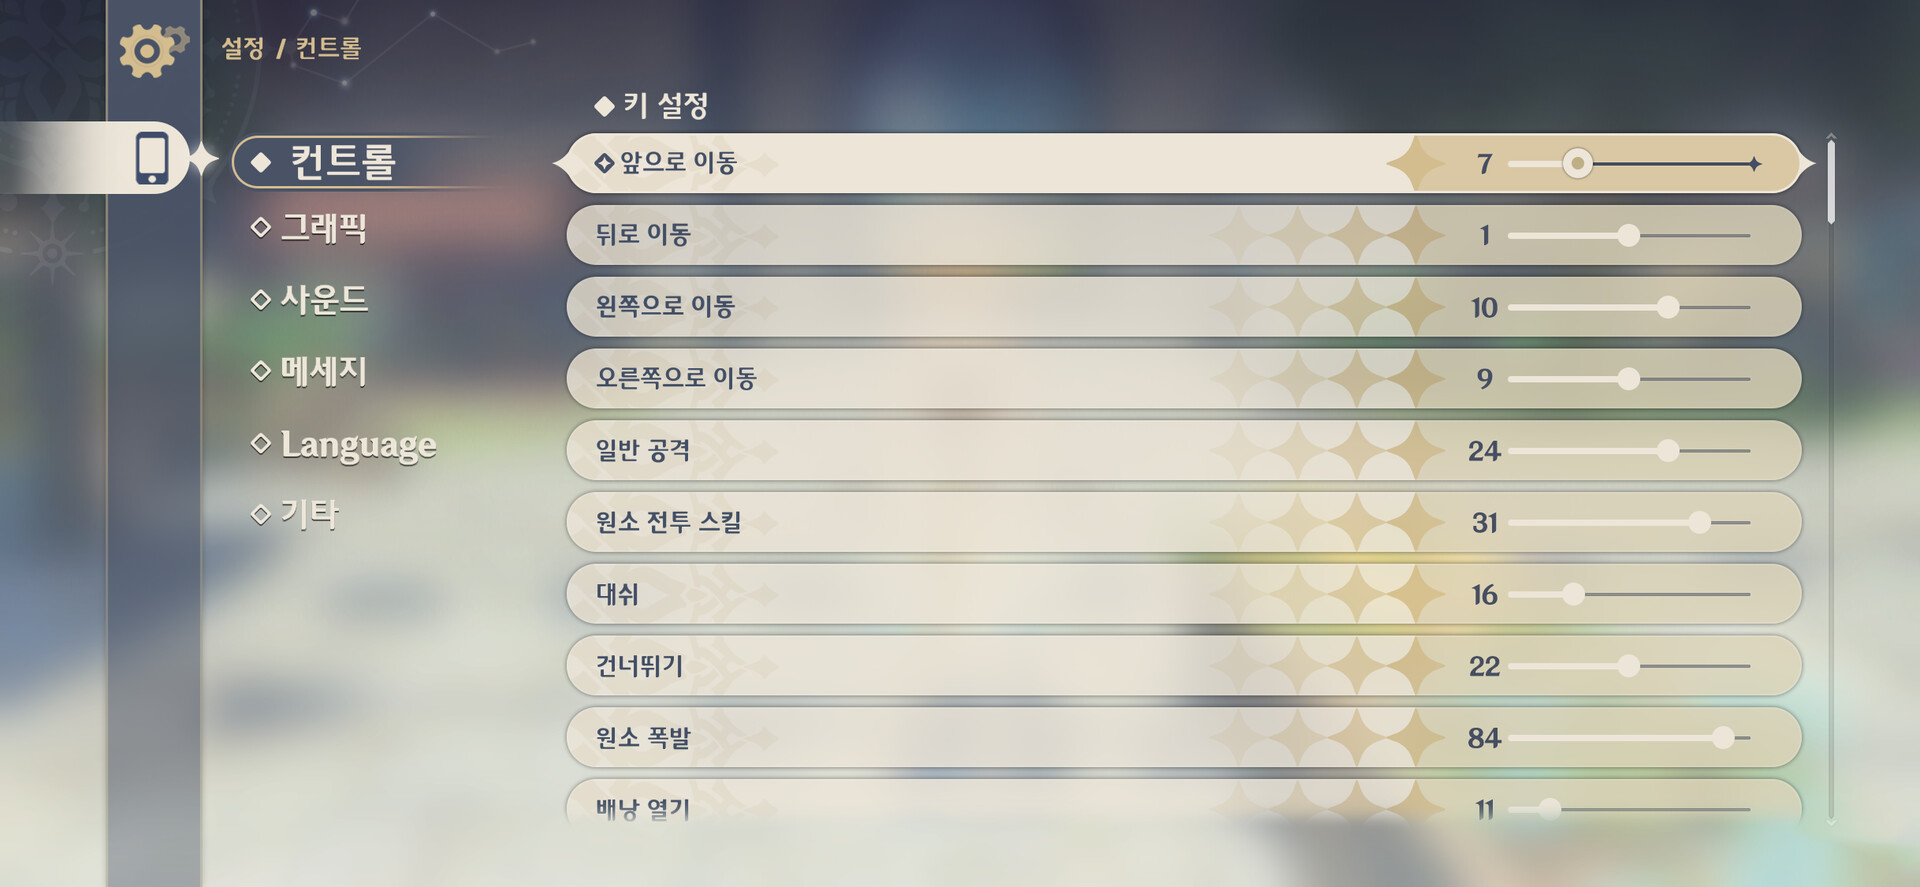 설정 / 컨트롤
키 설정
컨트롤
그래픽
사운드
메세지
Language
기타
앞으로 이동 7
뒤로 이동 1
왼쪽으로 이동 10
오른쪽으로 이동 9
일반 공격 24
원소 전투 스킬 31
대쉬 16
건너뛰기 22
원소 폭발 84
배낭 열기 11